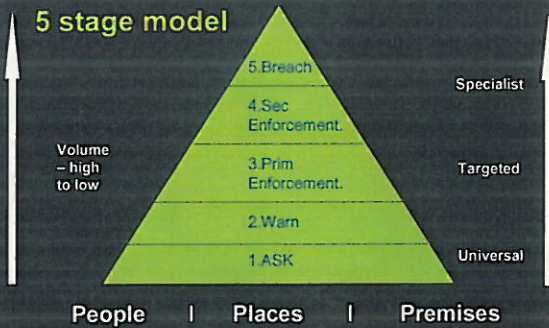 5 stage model
5.Breach
4.Sec
Enforcement.
3.Prim
Enforcement.
2.Warn
1.ASK
Volume
– high
to low
Specialist
Targeted
Universal
People | Places | Premises